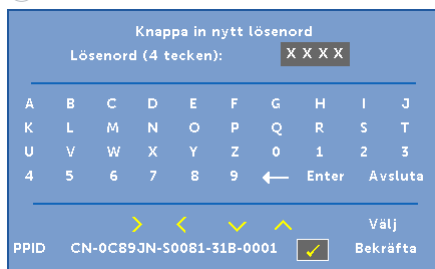 Knappa in nytt lösenord
Lösenord (4 tecken): X X X X
A B C D E F G H I J
K L M N O P Q R S T
U V W X Y Z 0 1 2 3
4 5 6 7 8 9 ← Enter Avsluta
Välj
PPID CN-0C89JN-S0081-31B-0001 ✓ Bekräfta